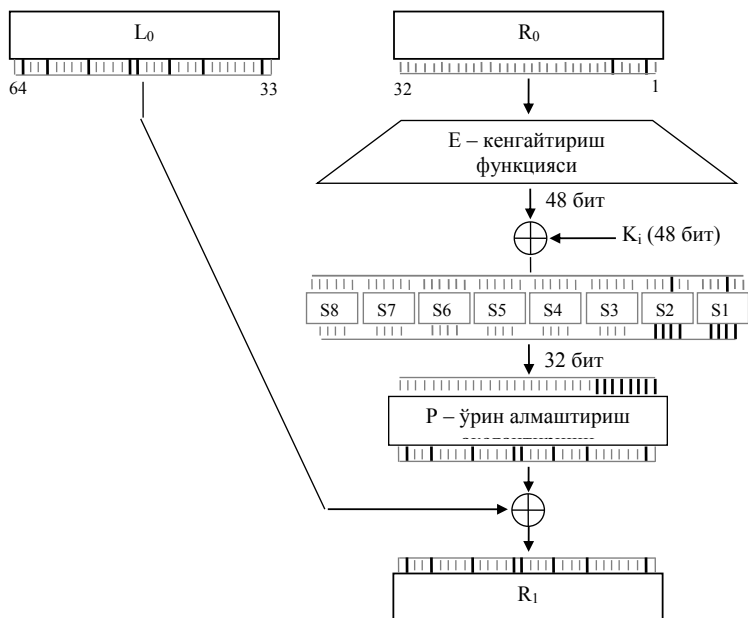 L₀
R₀
64
33
32
1
E – кенгайтириш
функцияси
48 бит
Kᵢ (48 бит)
S8
S7
S6
S5
S4
S3
S2
S1
32 бит
P – ўрин алмаштириш
R₁